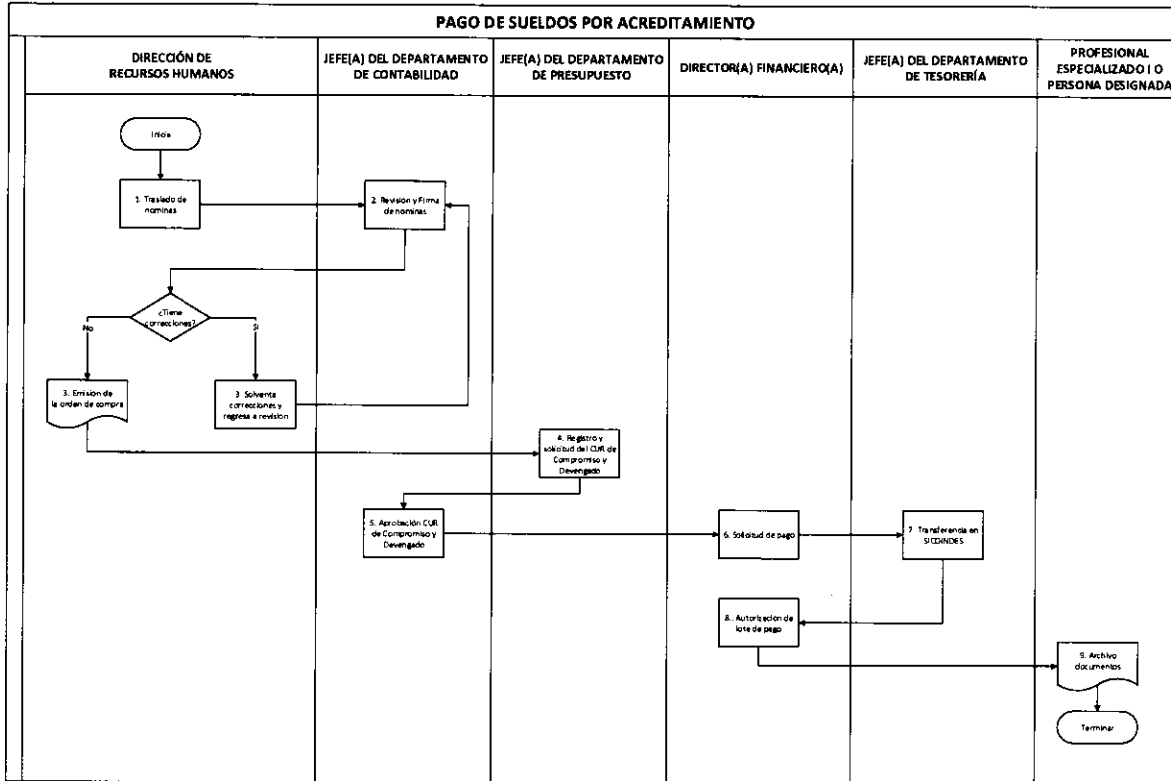 PAGO DE SUELDOS POR ACREDITAMIENTO
DIRECCIÓN DE
RECURSOS HUMANOS
JEFE(A) DEL DEPARTAMENTO
DE CONTABILIDAD
JEFE(A) DEL DEPARTAMENTO
DE PRESUPUESTO
DIRECTOR(A) FINANCIERO(A)
JEFE(A) DEL DEPARTAMENTO
DE TESORERÍA
PROFESIONAL
ESPECIALIZADO I O
PERSONA DESIGNADA
Inicio
1. Traslado de
nominas
2. Revision y Firma
de nominas
¿Tiene
correcciones?
No
Si
3. Emision de
la orden de compra
3. Solventa
correcciones y
regresa a revision
4. Registro y
solicitud del CUR de
Compromiso y
Devengado
5. Aprobación CUR
de Compromiso y
Devengado
6. Solicitud de pago
7. Transferencia en
SICOINDES
8. Autorizacion de
lote de pago
9. Archivo
documentos
Terminar